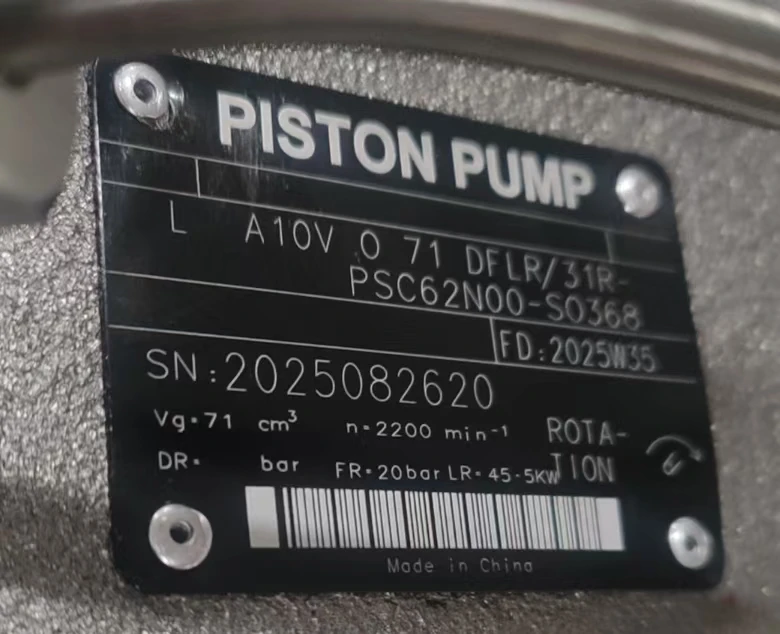 PISTON PUMP
L A10V O 71 DFLR/31R-
PSC62N00-S0368
FD:2025W35
SN:2025082620
Vg=71 cm³ n=2200 min⁻¹ ROTA-
DR= bar FR=20bar LR=45-5KW TION
Made in China